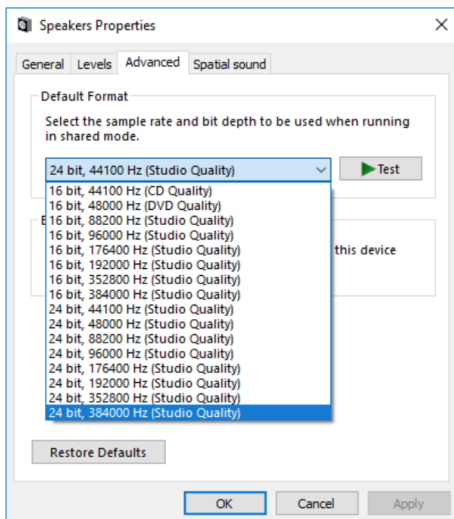 Speakers Properties
General Levels Advanced Spatial sound
Default Format
Select the sample rate and bit depth to be used when running
in shared mode.
24 bit, 44100 Hz (Studio Quality)
Test
16 bit, 44100 Hz (CD Quality)
16 bit, 48000 Hz (DVD Quality)
16 bit, 88200 Hz (Studio Quality)
16 bit, 96000 Hz (Studio Quality)
16 bit, 176400 Hz (Studio Quality)
this device
16 bit, 192000 Hz (Studio Quality)
16 bit, 352800 Hz (Studio Quality)
16 bit, 384000 Hz (Studio Quality)
24 bit, 44100 Hz (Studio Quality)
24 bit, 48000 Hz (Studio Quality)
24 bit, 88200 Hz (Studio Quality)
24 bit, 96000 Hz (Studio Quality)
24 bit, 176400 Hz (Studio Quality)
24 bit, 192000 Hz (Studio Quality)
24 bit, 352800 Hz (Studio Quality)
24 bit, 384000 Hz (Studio Quality)
Restore Defaults
OK Cancel Apply